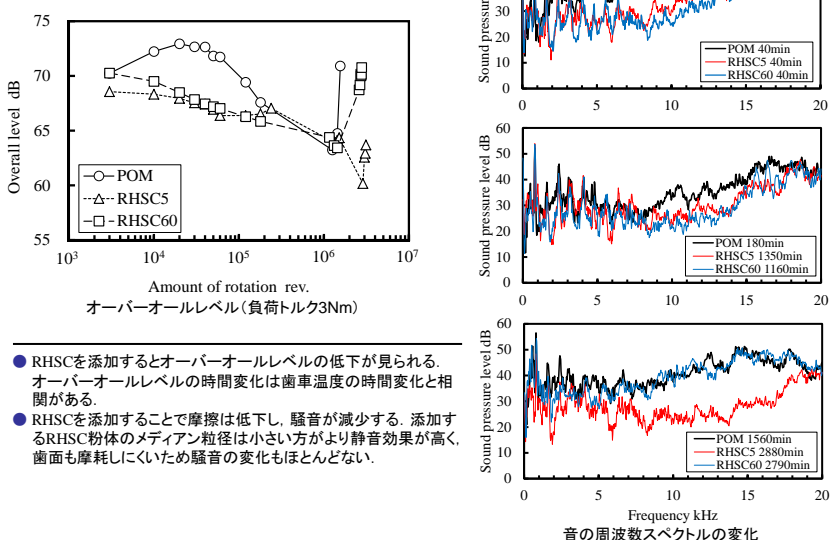 75
70
65
60
55
Overall level dB
POM
RHSC5
RHSC60
10³
10⁴
10⁵
10⁶
10⁷
Amount of rotation rev.
オーバーオールレベル(負荷トルク3Nm)
● RHSCを添加するとオーバーオールレベルの低下が見られる.
オーバーオールレベルの時間変化は歯車温度の時間変化と相
関がある.
● RHSCを添加することで摩擦は低下し, 騒音が減少する. 添加す
るRHSC粉体のメディアン粒径は小さい方がより静音効果が高く,
歯面も摩耗しにくいため騒音の変化もほとんどない.
Sound pressure level dB
30
20
10
0
POM 40min
RHSC5 40min
RHSC60 40min
0 5 10 15 20
Sound pressure level dB
60
50
40
30
20
10
0
POM 180min
RHSC5 1350min
RHSC60 1160min
0 5 10 15 20
Sound pressure level dB
60
50
40
30
20
10
0
POM 1560min
RHSC5 2880min
RHSC60 2790min
0 5 10 15 20
Frequency kHz
音の周波数スペクトルの変化